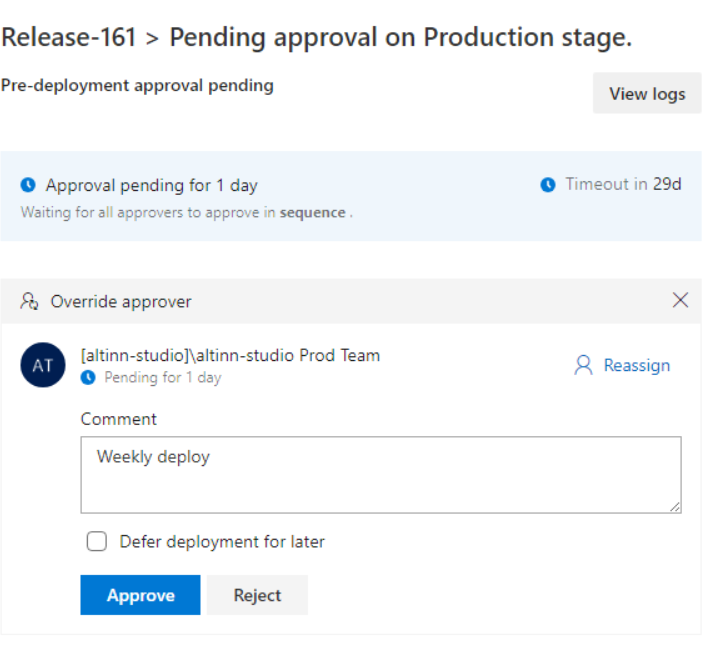 Release-161 > Pending approval on Production stage.
Pre-deployment approval pending
View logs
Approval pending for 1 day
Timeout in 29d
Waiting for all approvers to approve in sequence .
Override approver
AT
[altinn-studio]\altinn-studio Prod Team
Pending for 1 day
Reassign
Comment
Weekly deploy
Defer deployment for later
Approve
Reject